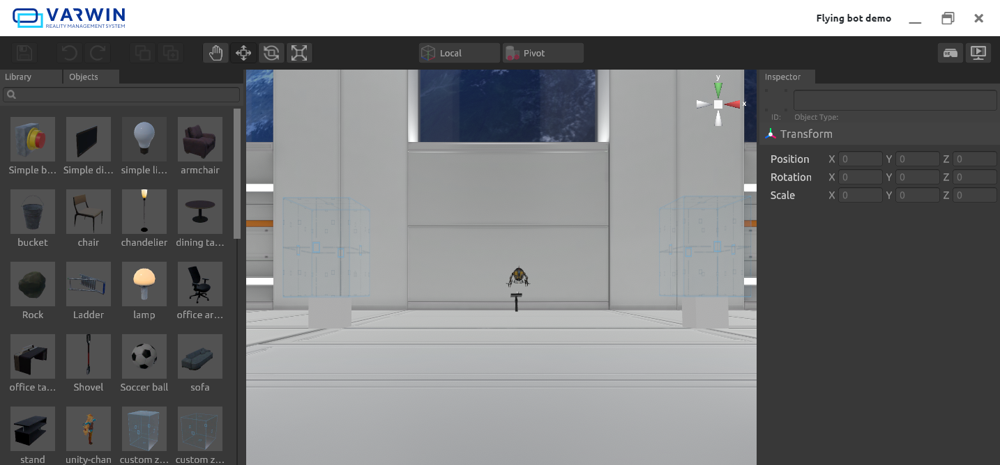 VARWIN
REALITY MANAGEMENT SYSTEM
Flying bot demo
Local
Pivot
VR
Library
Objects
Inspector
Simple b...
Simple di...
simple li...
armchair
bucket
chair
chandelier
dining ta...
Rock
Ladder
lamp
office ar...
office ta...
Shovel
Soccer ball
sofa
stand
unity-chan
custom z...
custom z...
y
x
ID:
Object Type:
Transform
Position X 0 Y 0 Z 0
Rotation X 0 Y 0 Z 0
Scale X 0 Y 0 Z 0